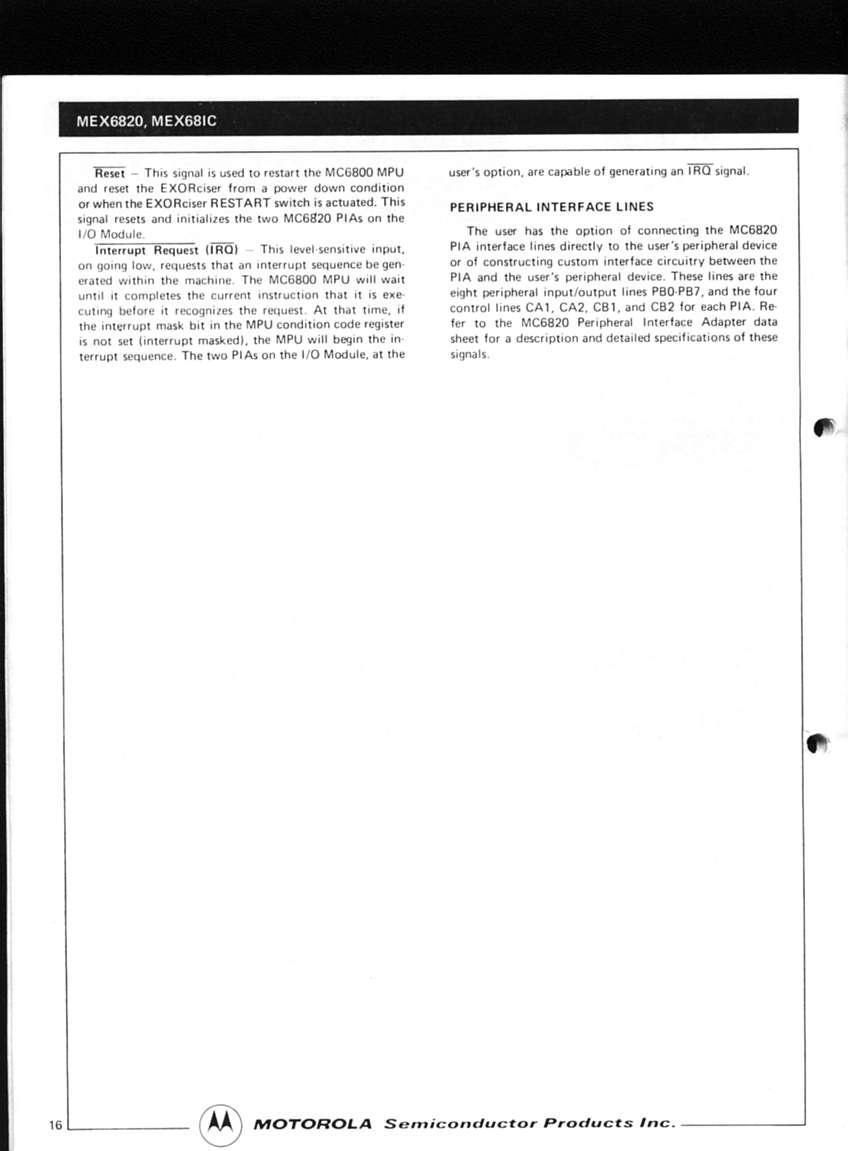 MEX6820, MEX68IC
Reset – This signal is used to restart the MC6800 MPU
and reset the EXORciser from a power down condition
or when the EXORciser RESTART switch is actuated. This
signal resets and initializes the two MC6820 PIAs on the
I/O Module.
Interrupt Request (IRQ) – This level-sensitive input,
on going low, requests that an interrupt sequence be gen-
erated within the machine. The MC6800 MPU will wait
until it completes the current instruction that it is exe-
cuting before it recognizes the request. At that time, if
the interrupt mask bit in the MPU condition code register
is not set (interrupt masked), the MPU will begin the in-
terrupt sequence. The two PIAs on the I/O Module, at the
user's option, are capable of generating an IRQ signal.
PERIPHERAL INTERFACE LINES
The user has the option of connecting the MC6820
PIA interface lines directly to the user's peripheral device
or of constructing custom interface circuitry between the
PIA and the user's peripheral device. These lines are the
eight peripheral input/output lines PB0-PB7, and the four
control lines CA1, CA2, CB1, and CB2 for each PIA. Re-
fer to the MC6820 Peripheral Interface Adapter data
sheet for a description and detailed specifications of these
signals.
16
MOTOROLA Semiconductor Products Inc.